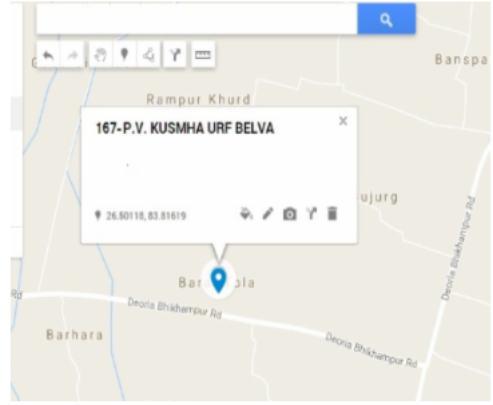 Banspa
Rampur Khurd
167-P.V. KUSMHA URF BELVA
26.50118, 83.81619
ujurg
Deoria Bhikhampur Rd
Rd
Deoria Bhikhampur Rd
Barhara
Deoria Bhikhampur Rd